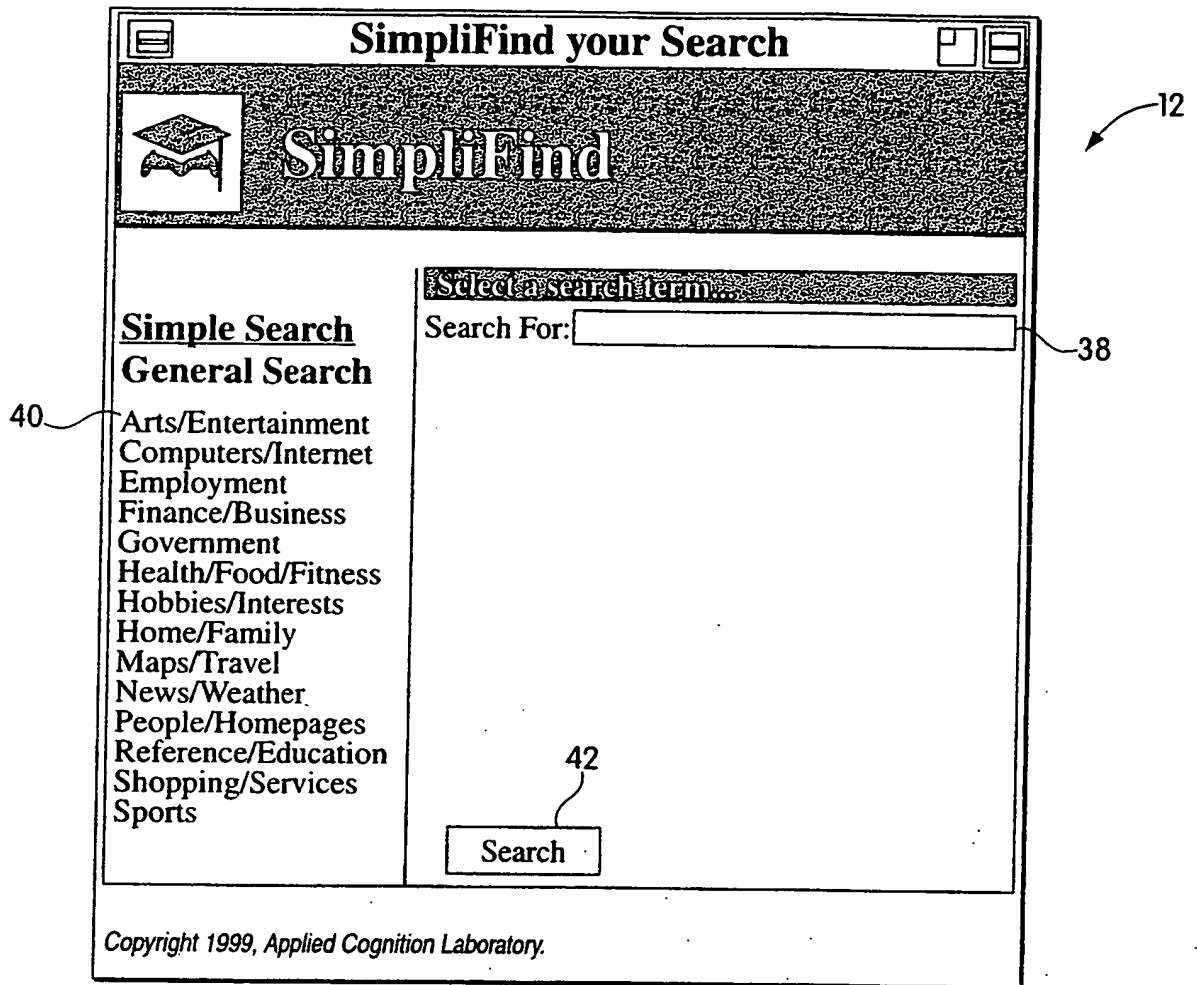 SimpliFind your Search
12
SimpliFind
Select a search term...
Simple Search
Search For:
38
General Search
40
Arts/Entertainment
Computers/Internet
Employment
Finance/Business
Government
Health/Food/Fitness
Hobbies/Interests
Home/Family
Maps/Travel
News/Weather
People/Homepages
Reference/Education
Shopping/Services
Sports
42
Search
Copyright 1999, Applied Cognition Laboratory.